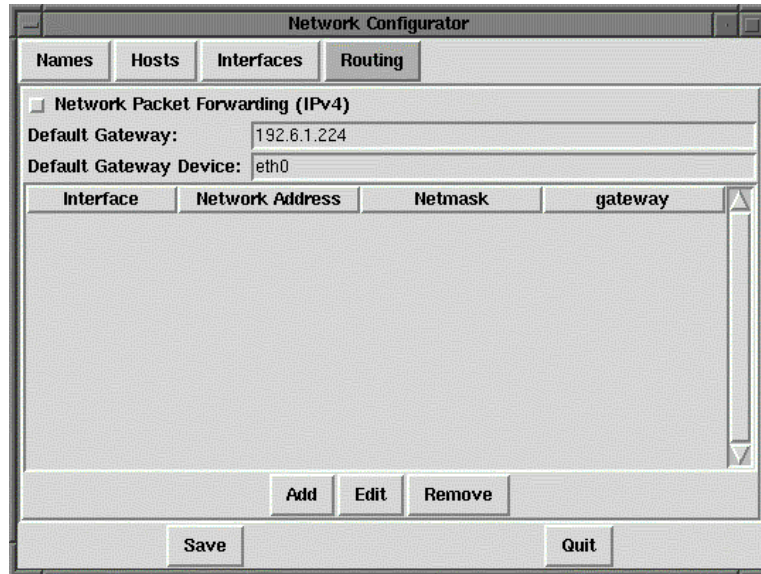 Network Configurator
Names Hosts Interfaces Routing
Network Packet Forwarding (IPv4)
Default Gateway: 192.6.1.224
Default Gateway Device: eth0
Interface Network Address Netmask gateway
Add Edit Remove
Save Quit